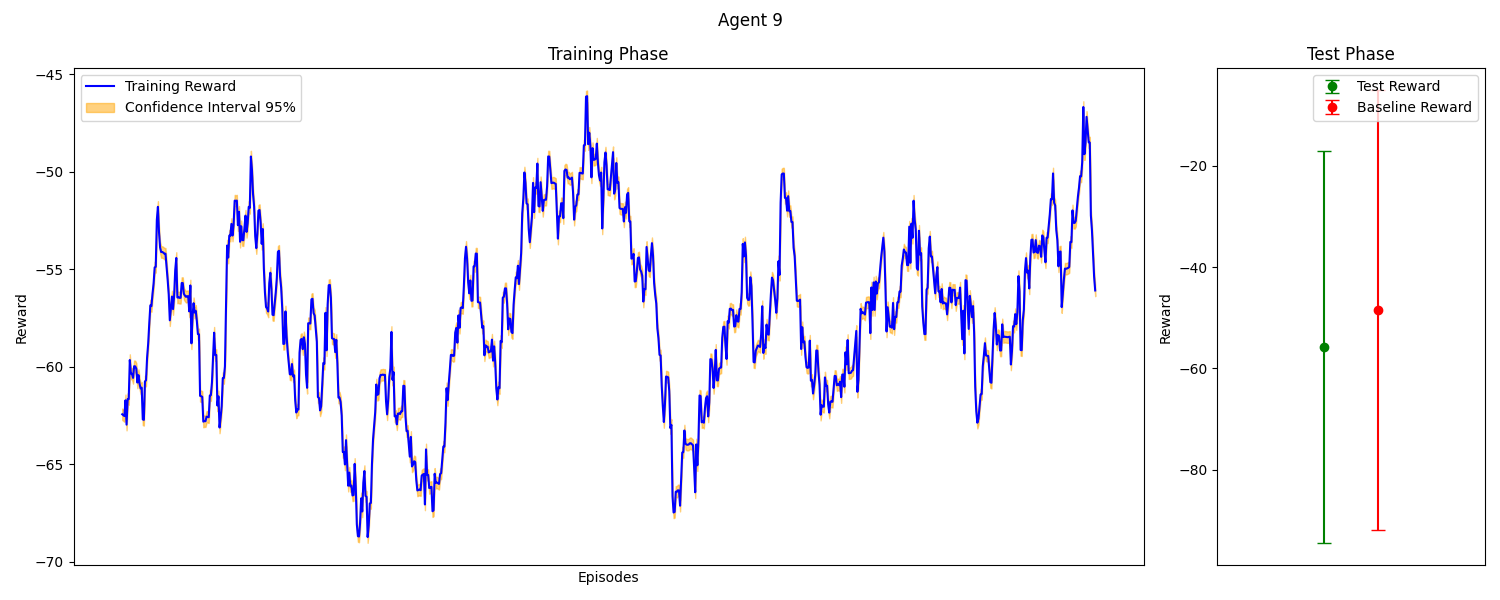 Agent 9
Training Phase
Training Reward
Confidence Interval 95%
−45
−50
−55
−60
−65
−70
Reward
Episodes
Test Phase
Test Reward
Baseline Reward
−20
−40
−60
−80
Reward